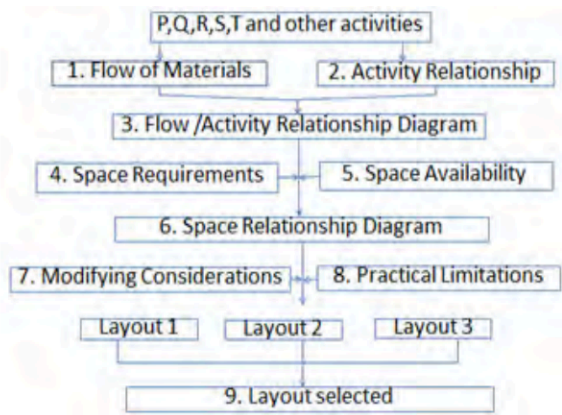 P,Q,R,S,T and other activities
1. Flow of Materials
2. Activity Relationship
3. Flow /Activity Relationship Diagram
4. Space Requirements
5. Space Availability
6. Space Relationship Diagram
7. Modifying Considerations
8. Practical Limitations
Layout 1
Layout 2
Layout 3
9. Layout selected